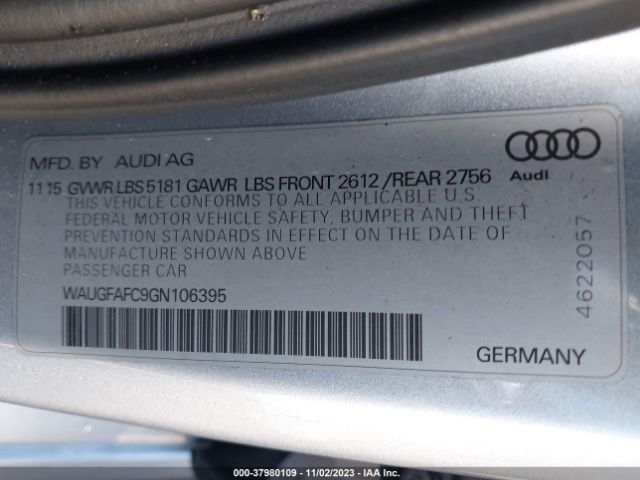 MFD. BY AUDI AG
11 15 GVWR LBS 5181 GAWR LBS FRONT 2612 / REAR 2756
Audi
THIS VEHICLE CONFORMS TO ALL APPLICABLE U.S.
FEDERAL MOTOR VEHICLE SAFETY, BUMPER AND THEFT
PREVENTION STANDARDS IN EFFECT ON THE DATE OF
MANUFACTURE SHOWN ABOVE
PASSENGER CAR
WAUGFAFC9GN106395
4622057
GERMANY
000-37980109 - 11/02/2023 - IAA Inc.